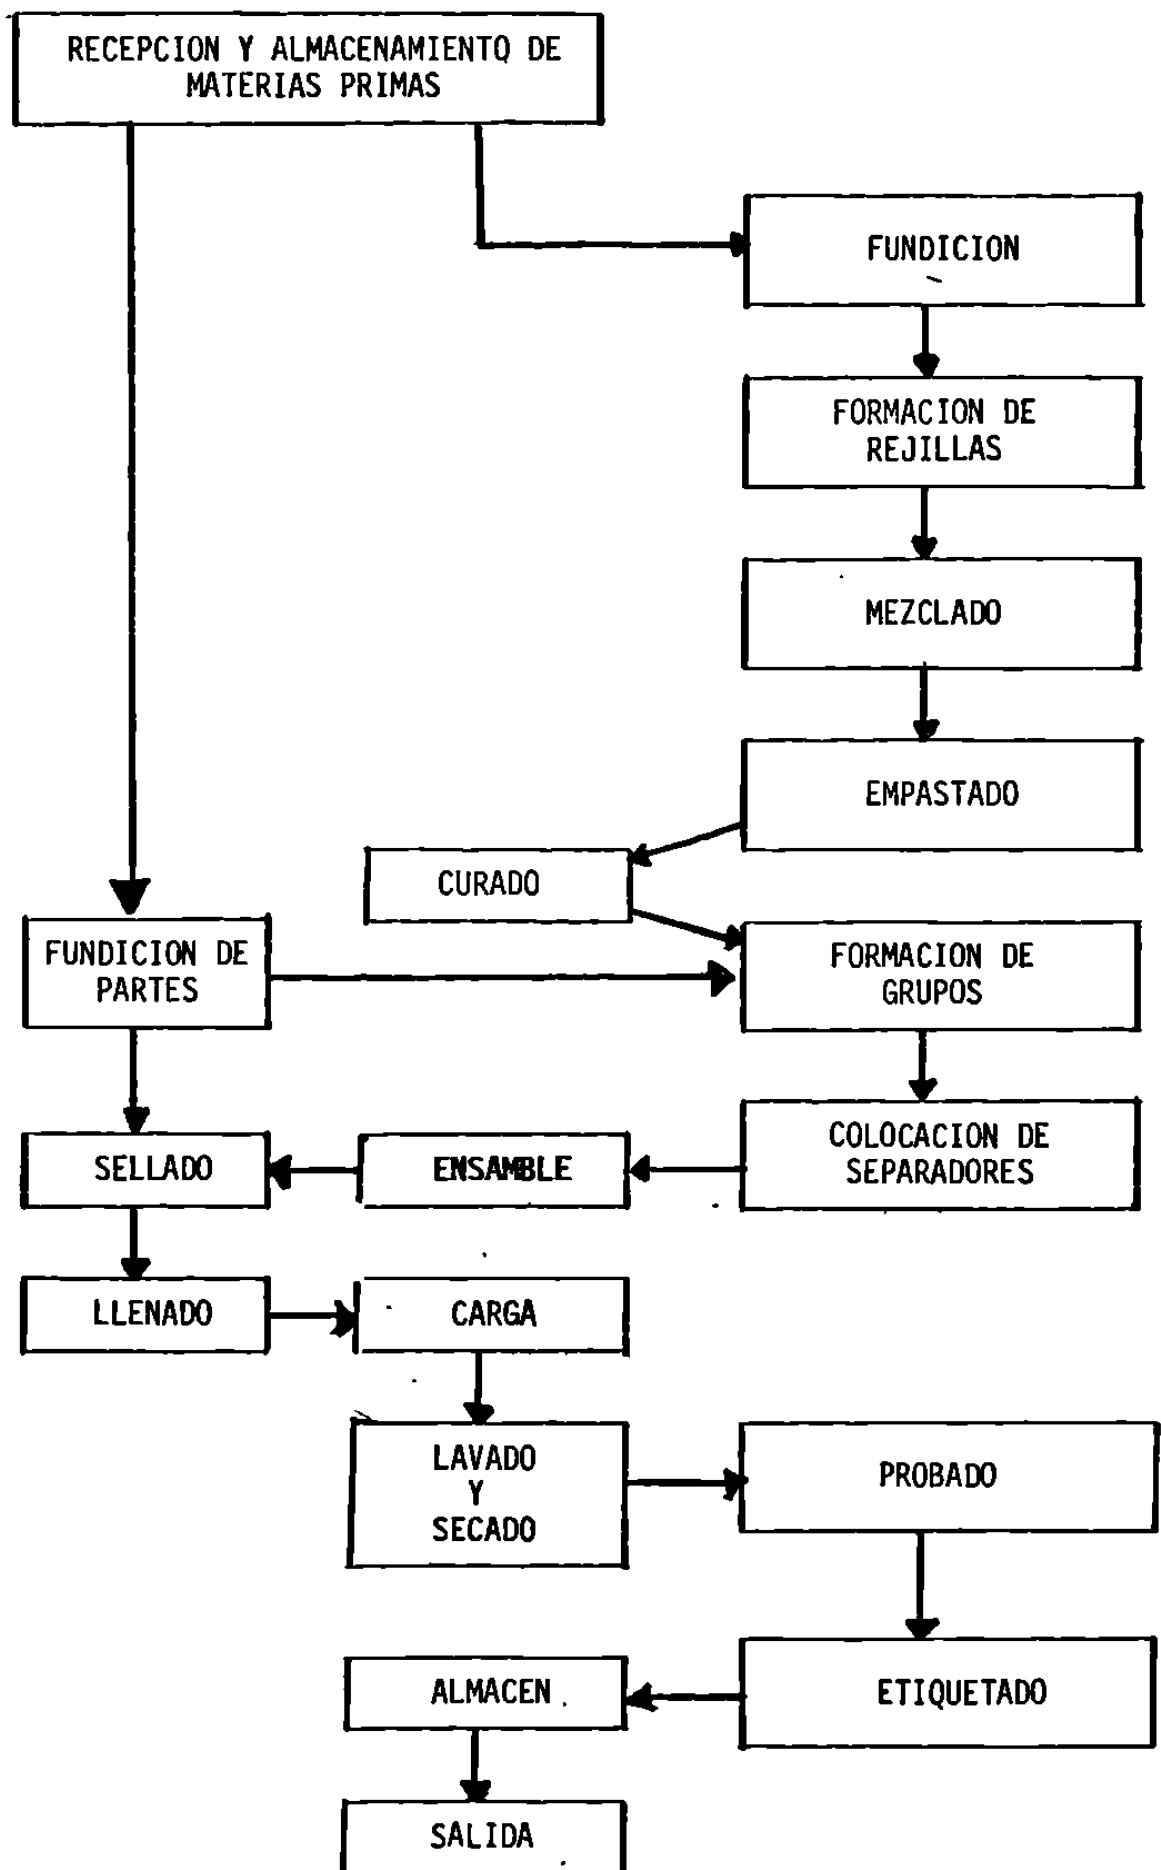 RECEPCION Y ALMACENAMIENTO DE
MATERIAS PRIMAS
FUNDICION
FORMACION DE
REJILLAS
MEZCLADO
EMPASTADO
CURADO
FUNDICION DE
PARTES
FORMACION DE
GRUPOS
COLOCACION DE
SEPARADORES
ENSAMBLE
SELLADO
LLENADO
CARGA
LAVADO
Y
SECADO
PROBADO
ETIQUETADO
ALMACEN
SALIDA